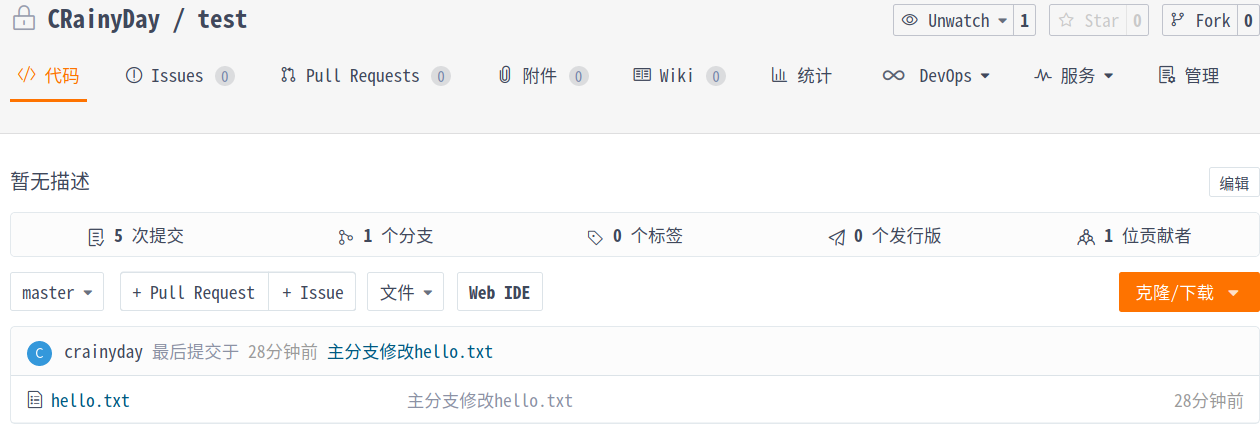 CRainyDay / test
Unwatch 1 Star 0 Fork 0
代码 Issues 0 Pull Requests 0 附件 0 Wiki 0 统计 DevOps 服务 管理
暂无描述 编辑
5 次提交 1 个分支 0 个标签 0 个发行版 1 位贡献者
master + Pull Request + Issue 文件 Web IDE 克隆/下载
C crainyday 最后提交于 28分钟前 主分支修改hello.txt
hello.txt 主分支修改hello.txt 28分钟前